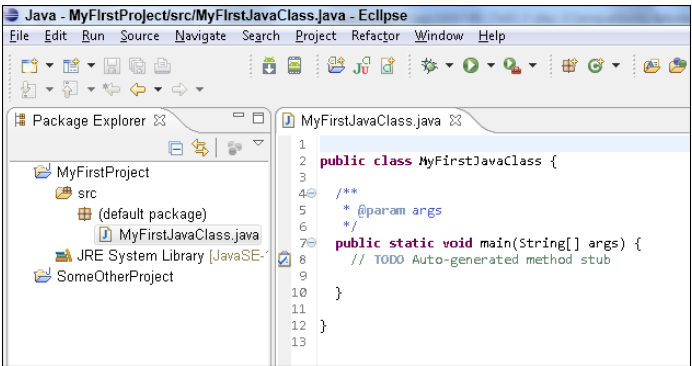 Java - MyFirstProject/src/MyFirstJavaClass.java - Eclipse
File Edit Run Source Navigate Search Project Refactor Window Help
Package Explorer
MyFirstJavaClass.java
MyFirstProject
src
(default package)
MyFirstJavaClass.java
JRE System Library [JavaSE-1
SomeOtherProject
1
2 public class MyFirstJavaClass {
3
4 /**
5 * @param args
6 */
7 public static void main(String[] args) {
8 // TODO Auto-generated method stub
9
10 }
11
12 }
13